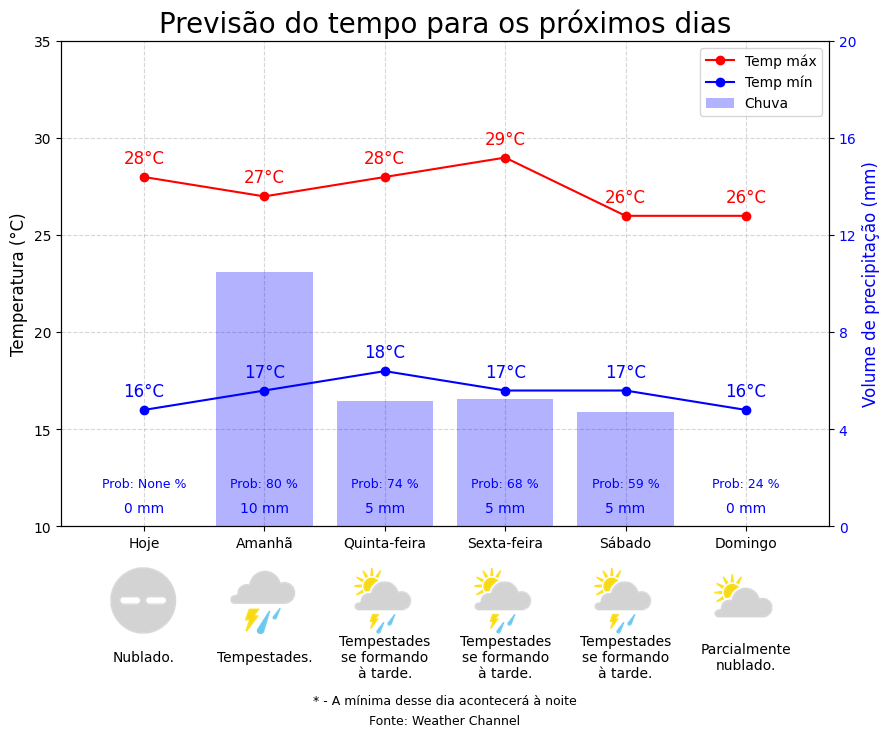 Previsão do tempo para os próximos dias
35
30
25
20
15
10
Temperatura (°C)
20
16
12
8
4
0
Volume de precipitação (mm)
Temp máx
Temp mín
Chuva
28°C
27°C
28°C
29°C
26°C
26°C
16°C
17°C
18°C
17°C
17°C
16°C
Prob: None %
Prob: 80 %
Prob: 74 %
Prob: 68 %
Prob: 59 %
Prob: 24 %
0 mm
10 mm
5 mm
5 mm
5 mm
0 mm
Hoje
Amanhã
Quinta-feira
Sexta-feira
Sábado
Domingo
Nublado.
Tempestades.
Tempestades
se formando
à tarde.
Tempestades
se formando
à tarde.
Tempestades
se formando
à tarde.
Parcialmente
nublado.
* - A mínima desse dia acontecerá à noite
Fonte: Weather Channel